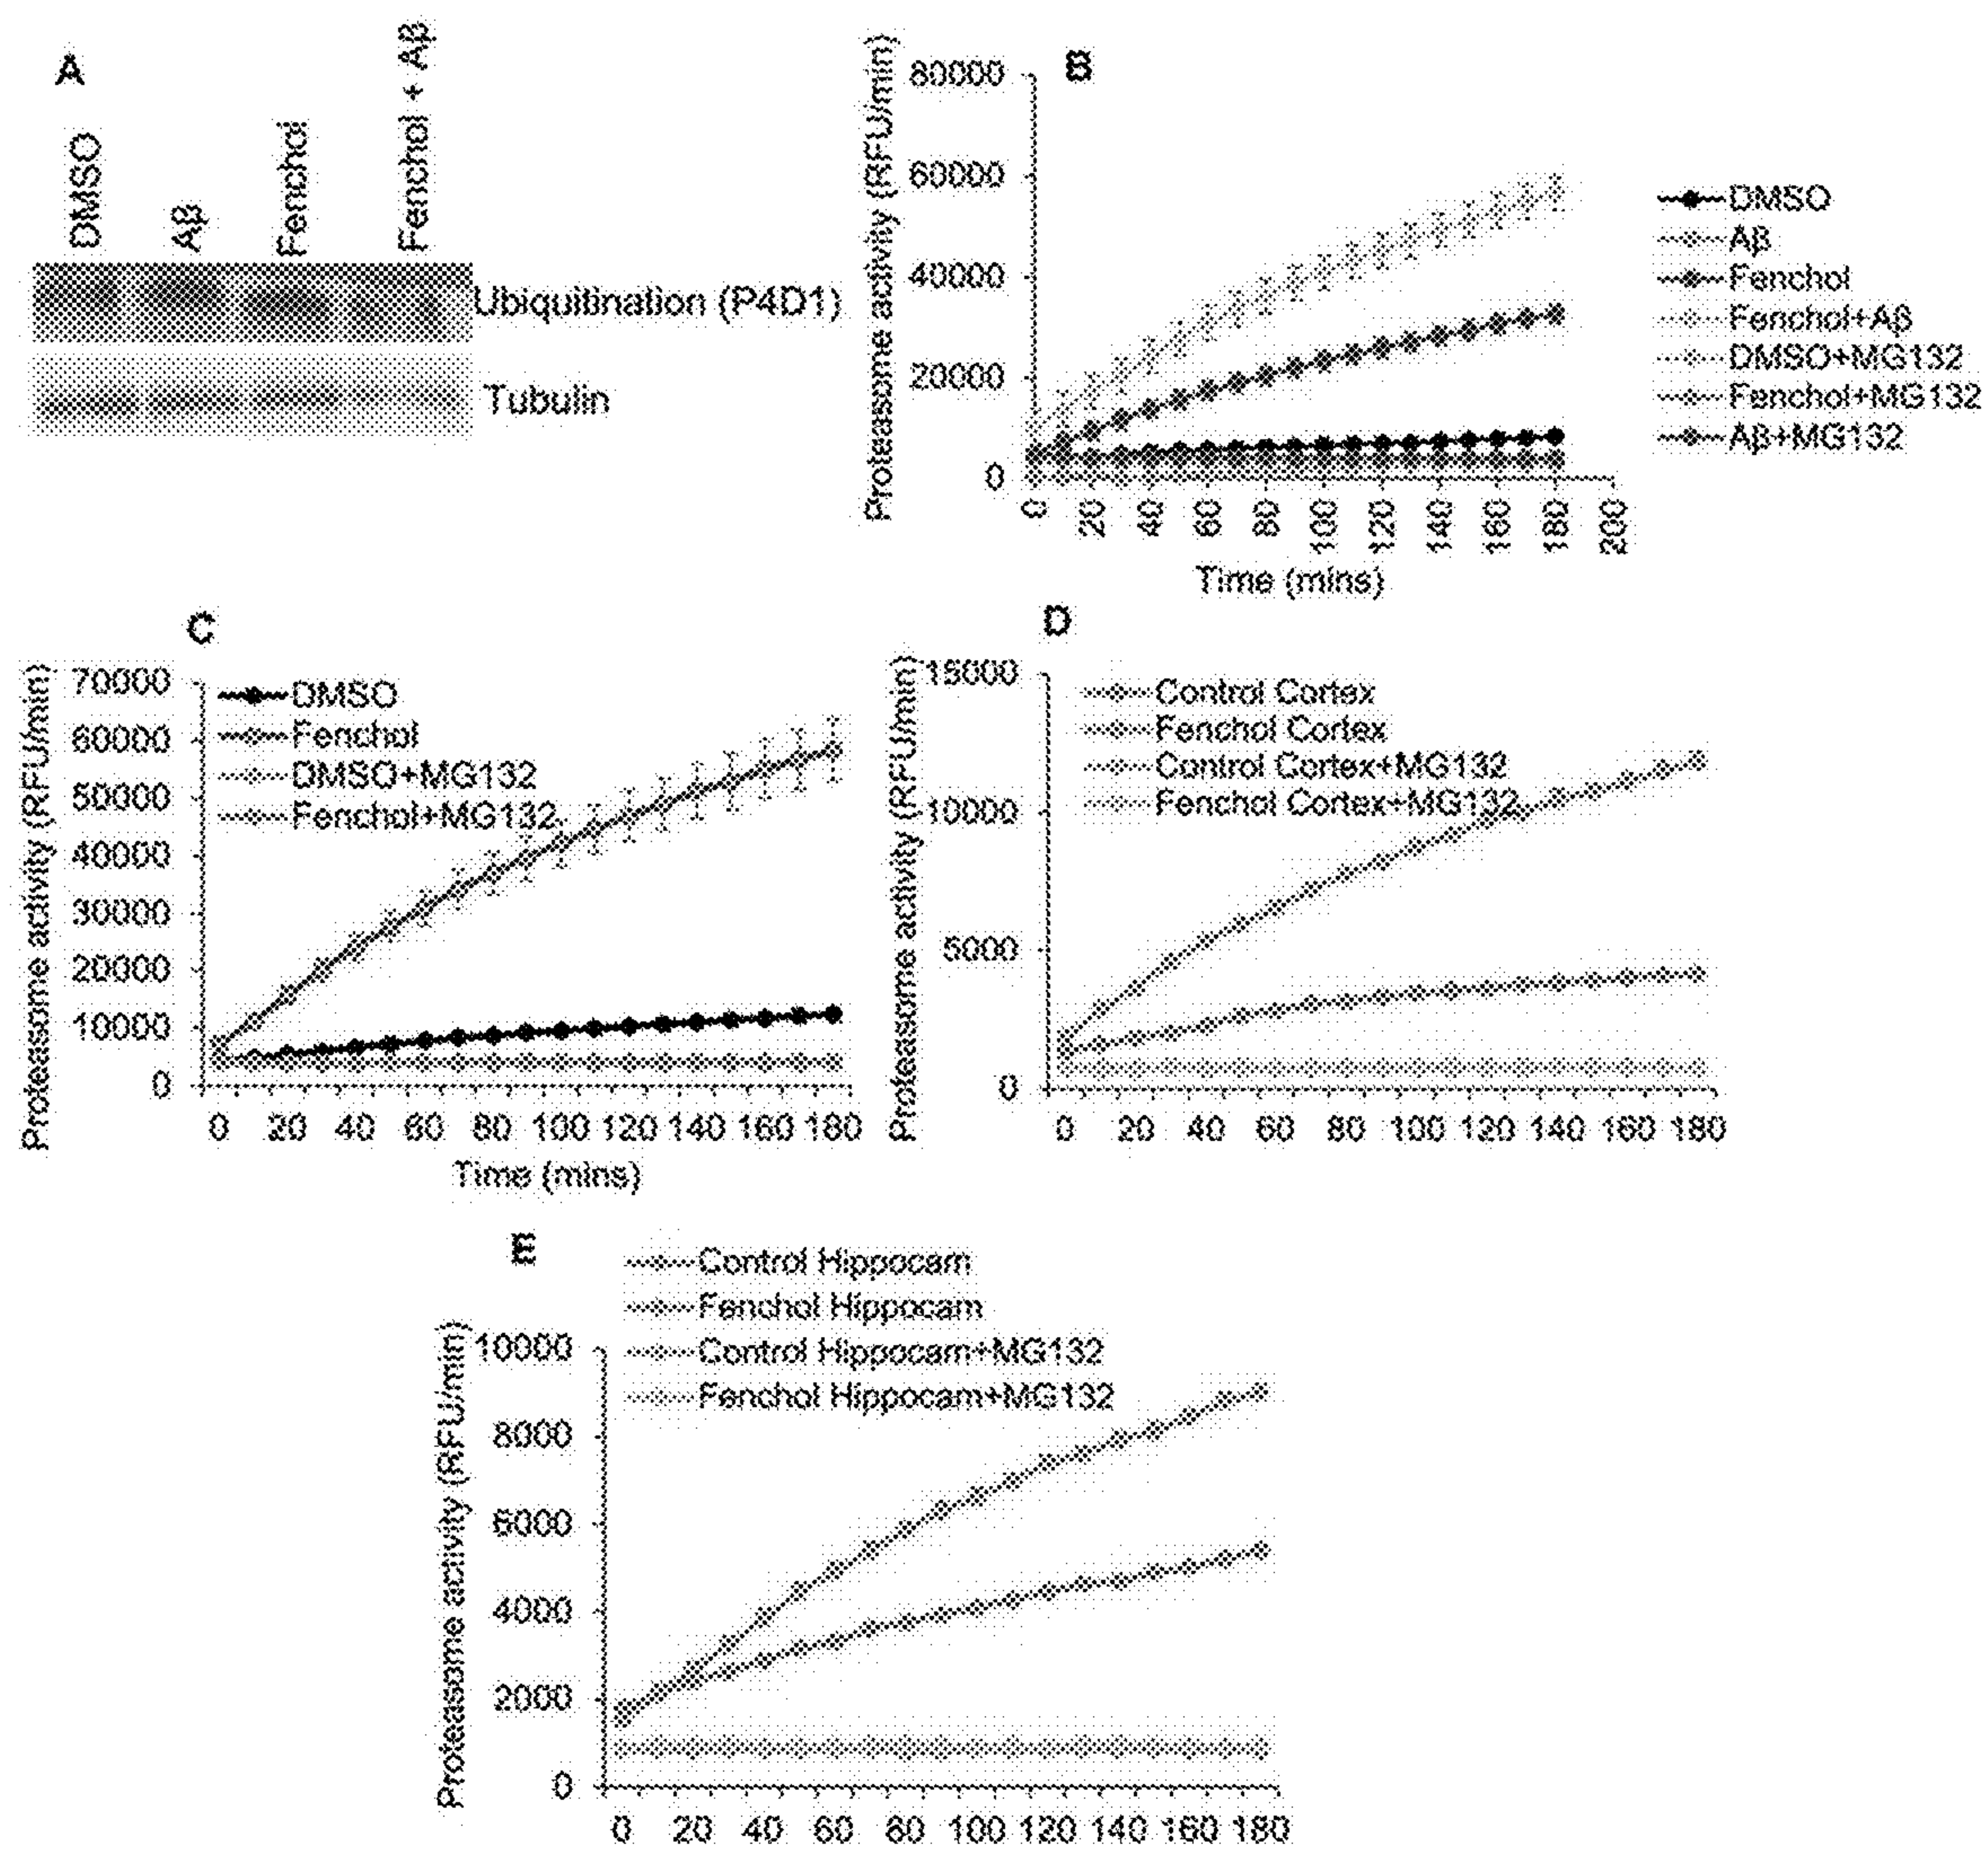 A
DMSO
Aβ
Fenchol
Fenchol + Aβ
Ubiquitination (P4D1)
Tubulin
B
Proteasome activity (RFU/min)
80000
60000
40000
20000
0
0 20 40 60 80 100 120 140 160 180 200
Time (mins)
DMSO
Aβ
Fenchol
Fenchol+Aβ
DMSO+MG132
Fenchol+MG132
Aβ+MG132
C
Proteasome activity (RFU/min)
70000
60000
50000
40000
30000
20000
10000
0
DMSO
Fenchol
DMSO+MG132
Fenchol+MG132
0 20 40 60 80 100 120 140 160 180
Time (mins)
D
Proteasome activity (RFU/min)
15000
10000
5000
0
Control Cortex
Fenchol Cortex
Control Cortex+MG132
Fenchol Cortex+MG132
0 20 40 60 80 100 120 140 160 180
E
Proteasome activity (RFU/min)
10000
8000
6000
4000
2000
0
Control Hippocam
Fenchol Hippocam
Control Hippocam+MG132
Fenchol Hippocam+MG132
0 20 40 60 80 100 120 140 160 180